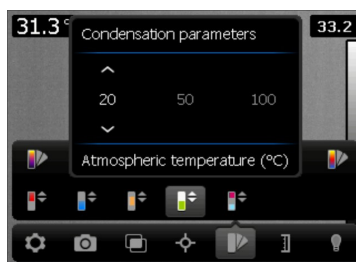 31.3°
Condensation parameters
33.2
20 50 100
Atmospheric temperature (°C)